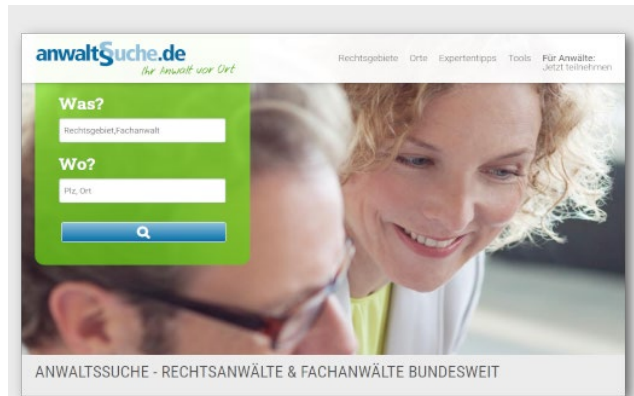 anwaltSuche.de
Ihr Anwalt vor Ort
Rechtsgebiete Orte Expertentipps Tools Für Anwälte:
Jetzt teilnehmen
Was?
Rechtsgebiet,Fachanwalt
Wo?
Plz, Ort
ANWALTSSUCHE - RECHTSANWÄLTE & FACHANWÄLTE BUNDESWEIT